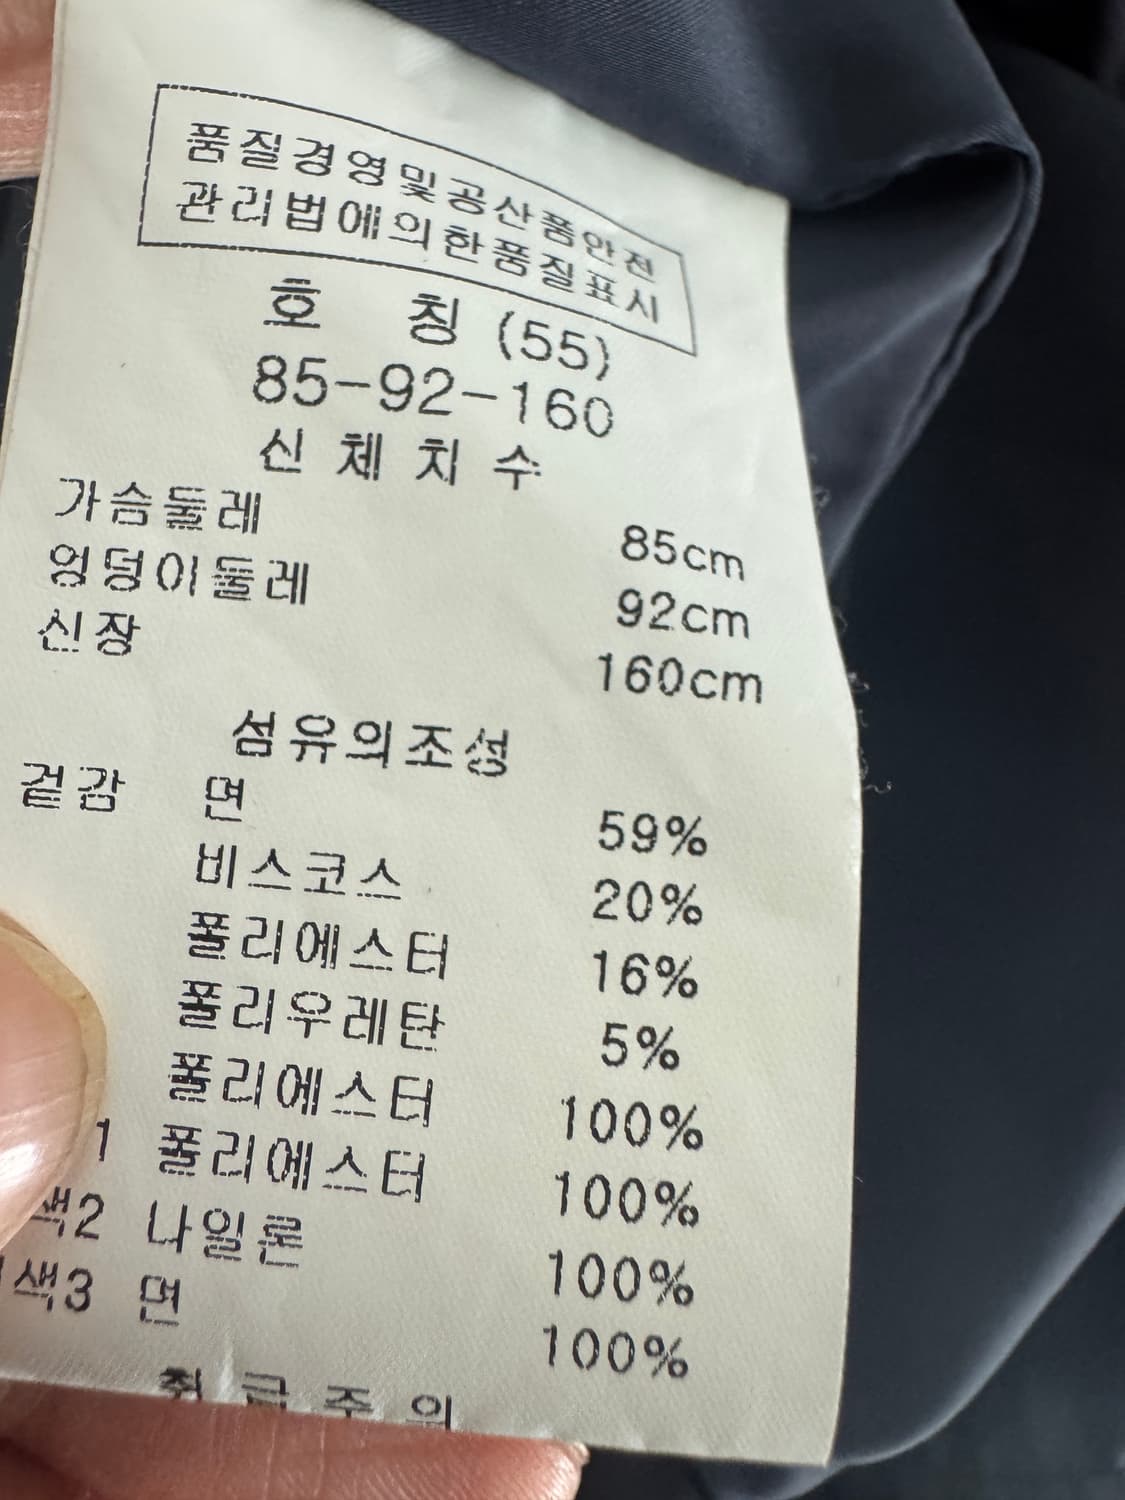 품질경영및공산품안전
관리법에의한품질표시
호 칭 (55)
85-92-160
신체치수
가슴둘레 85cm
엉덩이둘레 92cm
신장 160cm
섬유의조성
겉감 면 59%
비스코스 20%
폴리에스터 16%
폴리우레탄 5%
폴리에스터 100%
1 폴리에스터 100%
색2 나일론 100%
색3 면 100%
취급주의